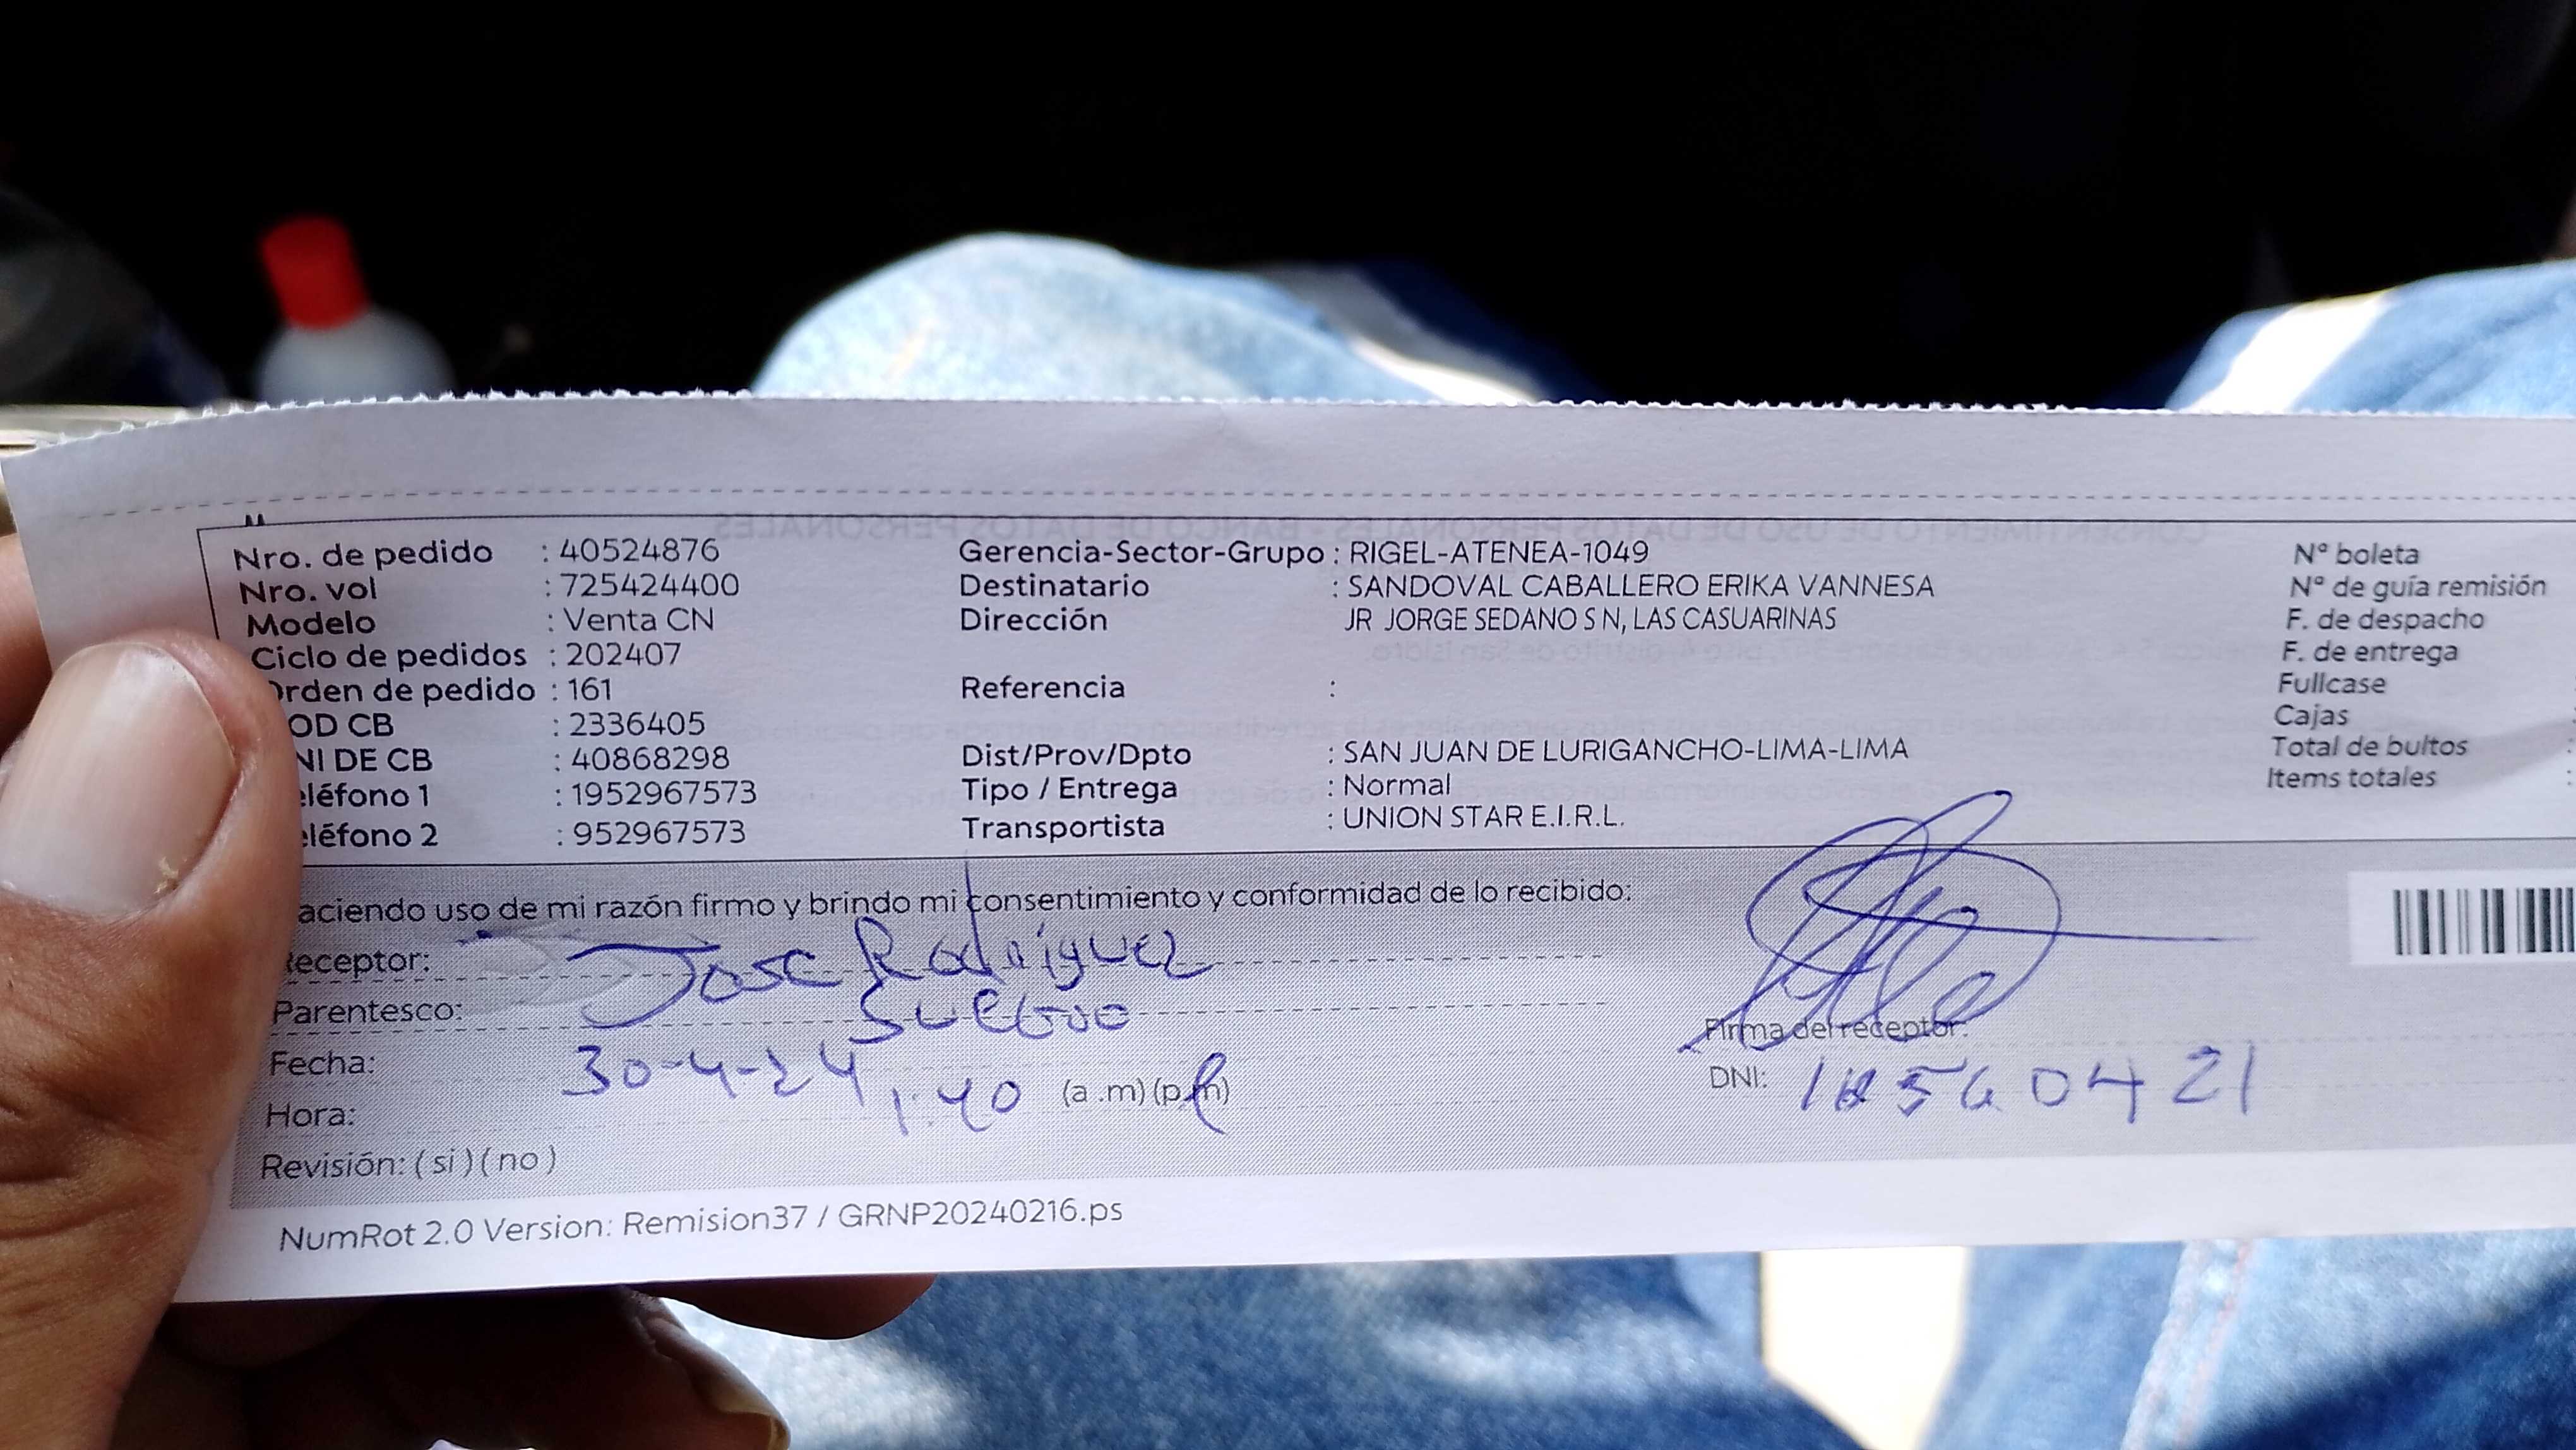 Nro. de pedido : 40524876 Gerencia-Sector-Grupo : RIGEL-ATENEA-1049 N° boleta
Nro. vol : 725424400 Destinatario : SANDOVAL CABALLERO ERIKA VANNESA N° de guía remisión
Modelo : Venta CN Dirección JR JORGE SEDANO S N, LAS CASUARINAS F. de despacho
Ciclo de pedidos : 202407 F. de entrega
rden de pedido : 161 Referencia : Fullcase
OD CB : 2336405 Cajas
NI DE CB : 40868298 Dist/Prov/Dpto : SAN JUAN DE LURIGANCHO-LIMA-LIMA Total de bultos :
eléfono 1 : 1952967573 Tipo / Entrega : Normal Items totales :
eléfono 2 : 952967573 Transportista : UNION STAR E.I.R.L.
aciendo uso de mi razón firmo y brindo mi consentimiento y conformidad de lo recibido:
Receptor: Jose Rodriguez
Parentesco: Suegro
Firma del receptor:
Fecha: 30-4-24
DNI:
Hora: 1:40 (a .m) (p.m)
Revisión: ( si ) ( no )
NumRot 2.0 Version: Remision37 / GRNP20240216.ps